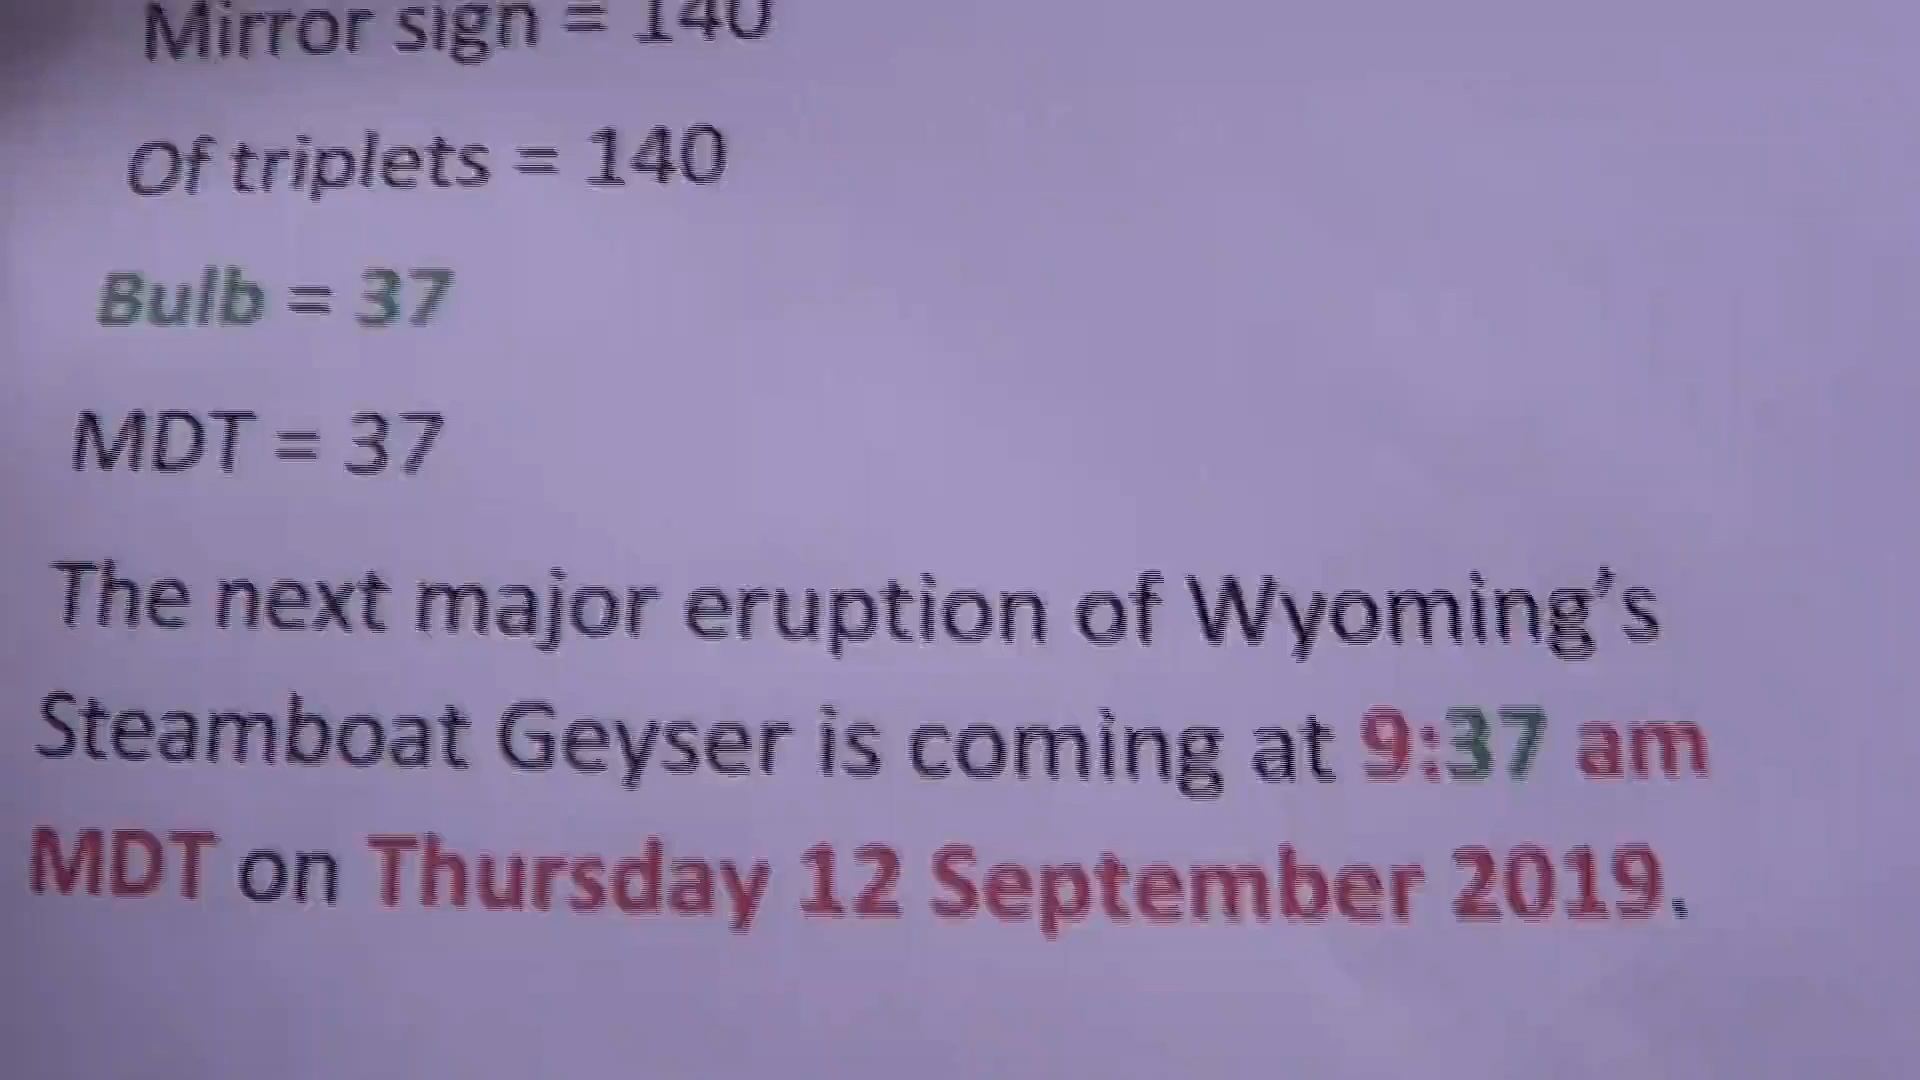 Mirror sign = 140
Of triplets = 140
Bulb = 37
MDT = 37
The next major eruption of Wyoming's
Steamboat Geyser is coming at 9:37 am
MDT on Thursday 12 September 2019.